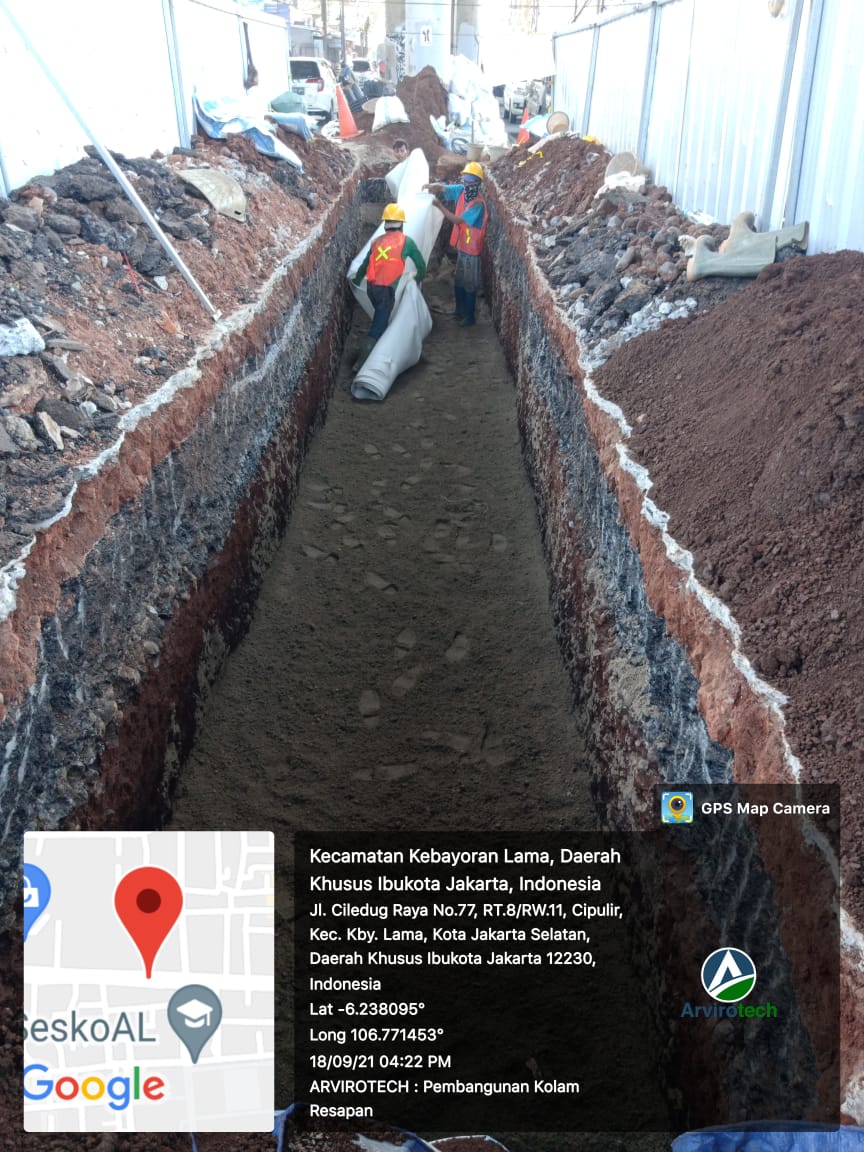 GPS Map Camera
Kecamatan Kebayoran Lama, Daerah
Khusus Ibukota Jakarta, Indonesia
Jl. Ciledug Raya No.77, RT.8/RW.11, Cipulir,
Kec. Kby. Lama, Kota Jakarta Selatan,
Daerah Khusus Ibukota Jakarta 12230,
Indonesia
Lat -6.238095°
Long 106.771453°
18/09/21 04:22 PM
ARVIROTECH : Pembangunan Kolam
Resapan
Arvirotech
SeskoAL
Google